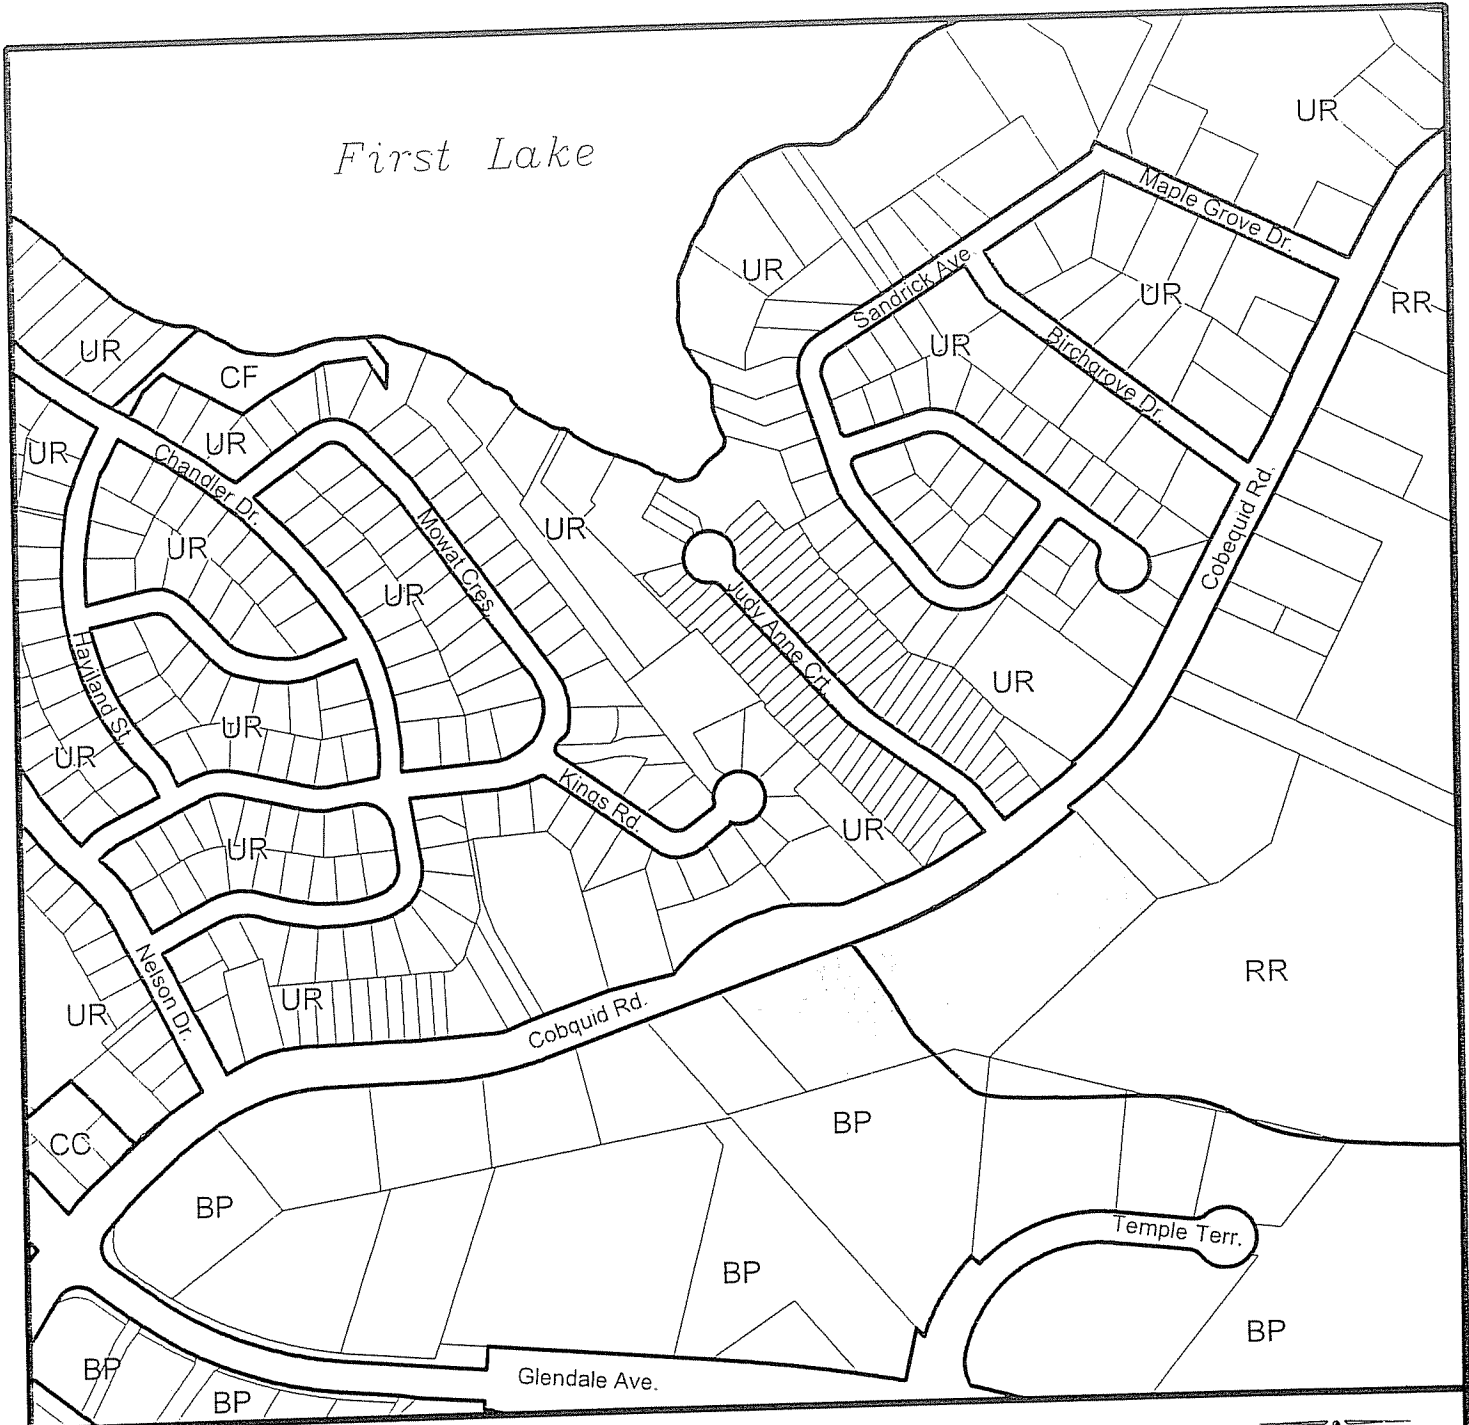 UR
First Lake
Maple Grove Dr.
UR
Sandrick Ave
UR
RR
UR
UR
CF
Birchgrove Dr.
UR
UR
Chandler Dr.
Mowat Cres.
UR
Cobequid Rd.
UR
UR
Judy Anne Crt.
Haviland St.
UR
UR
UR
Kings Rd.
UR
UR
Nelson Dr.
UR
UR
Cobquid Rd.
RR
CC
BP
BP
Temple Terr.
BP
BP
BP
Glendale Ave.
BP